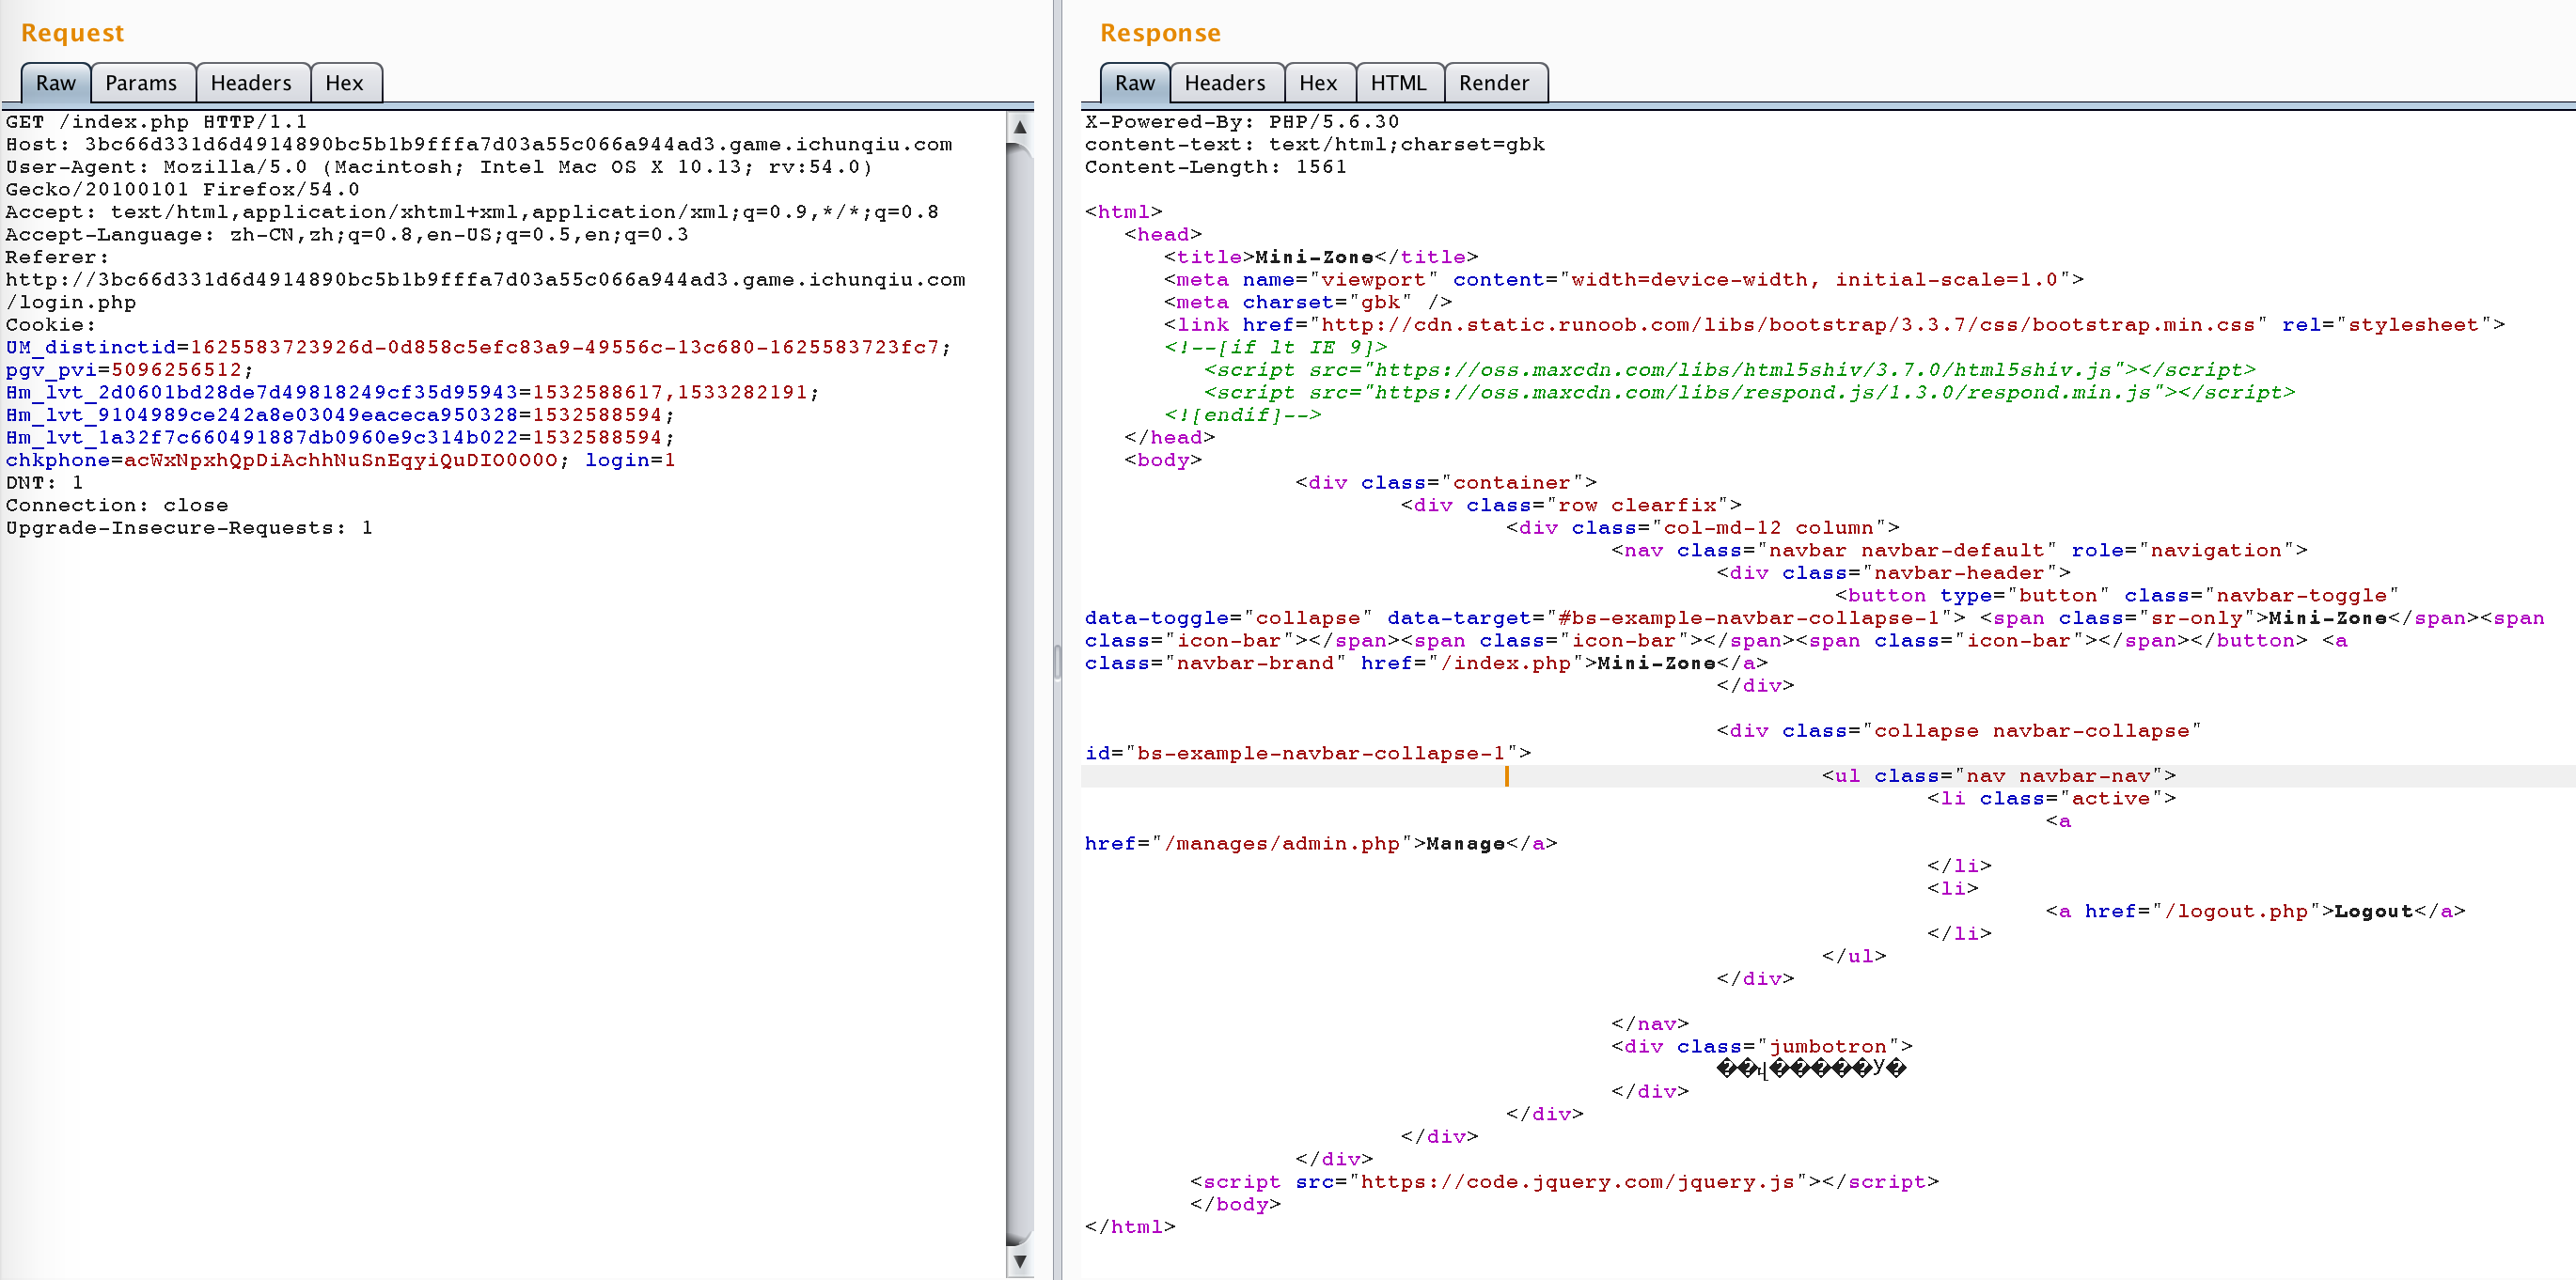 Request
Raw Params Headers Hex
GET /index.php HTTP/1.1
Host: 3bc66d331d6d4914890bc5b1b9fffa7d03a55c066a944ad3.game.ichunqiu.com
User-Agent: Mozilla/5.0 (Macintosh; Intel Mac OS X 10.13; rv:54.0)
Gecko/20100101 Firefox/54.0
Accept: text/html,application/xhtml+xml,application/xml;q=0.9,*/*;q=0.8
Accept-Language: zh-CN,zh;q=0.8,en-US;q=0.5,en;q=0.3
Referer:
http://3bc66d331d6d4914890bc5b1b9fffa7d03a55c066a944ad3.game.ichunqiu.com
/login.php
Cookie:
UM_distinctid=1625583723926d-0d858c5efc83a9-49556c-13c680-1625583723fc7;
pgv_pvi=5096256512;
Hm_lvt_2d0601bd28de7d49818249cf35d95943=1532588617,1533282191;
Hm_lvt_9104989ce242a8e03049eaceca950328=1532588594;
Hm_lvt_1a32f7c660491887db0960e9c314b022=1532588594;
chkphone=acWxNpxhQpDiAchhNuSnEqyiQuDIO0O0O; login=1
DNT: 1
Connection: close
Upgrade-Insecure-Requests: 1
Response
Raw Headers Hex HTML Render
X-Powered-By: PHP/5.6.30
content-text: text/html;charset=gbk
Content-Length: 1561
<html>
<head>
<title>Mini-Zone</title>
<meta name="viewport" content="width=device-width, initial-scale=1.0">
<meta charset="gbk" />
<link href="http://cdn.static.runoob.com/libs/bootstrap/3.3.7/css/bootstrap.min.css" rel="stylesheet">
<!--[if lt IE 9]>
<script src="https://oss.maxcdn.com/libs/html5shiv/3.7.0/html5shiv.js"></script>
<script src="https://oss.maxcdn.com/libs/respond.js/1.3.0/respond.min.js"></script>
<![endif]-->
</head>
<body>
<div class="container">
<div class="row clearfix">
<div class="col-md-12 column">
<nav class="navbar navbar-default" role="navigation">
<div class="navbar-header">
<button type="button" class="navbar-toggle"
data-toggle="collapse" data-target="#bs-example-navbar-collapse-1"> <span class="sr-only">Mini-Zone</span><span
class="icon-bar"></span><span class="icon-bar"></span><span class="icon-bar"></span></button> <a
class="navbar-brand" href="/index.php">Mini-Zone</a>
</div>
<div class="collapse navbar-collapse"
id="bs-example-navbar-collapse-1">
<ul class="nav navbar-nav">
<li class="active">
<a
href="/manages/admin.php">Manage</a>
</li>
<li>
<a href="/logout.php">Logout</a>
</li>
</ul>
</div>
</nav>
<div class="jumbotron">
</div>
</div>
</div>
</div>
<script src="https://code.jquery.com/jquery.js"></script>
</body>
</html>